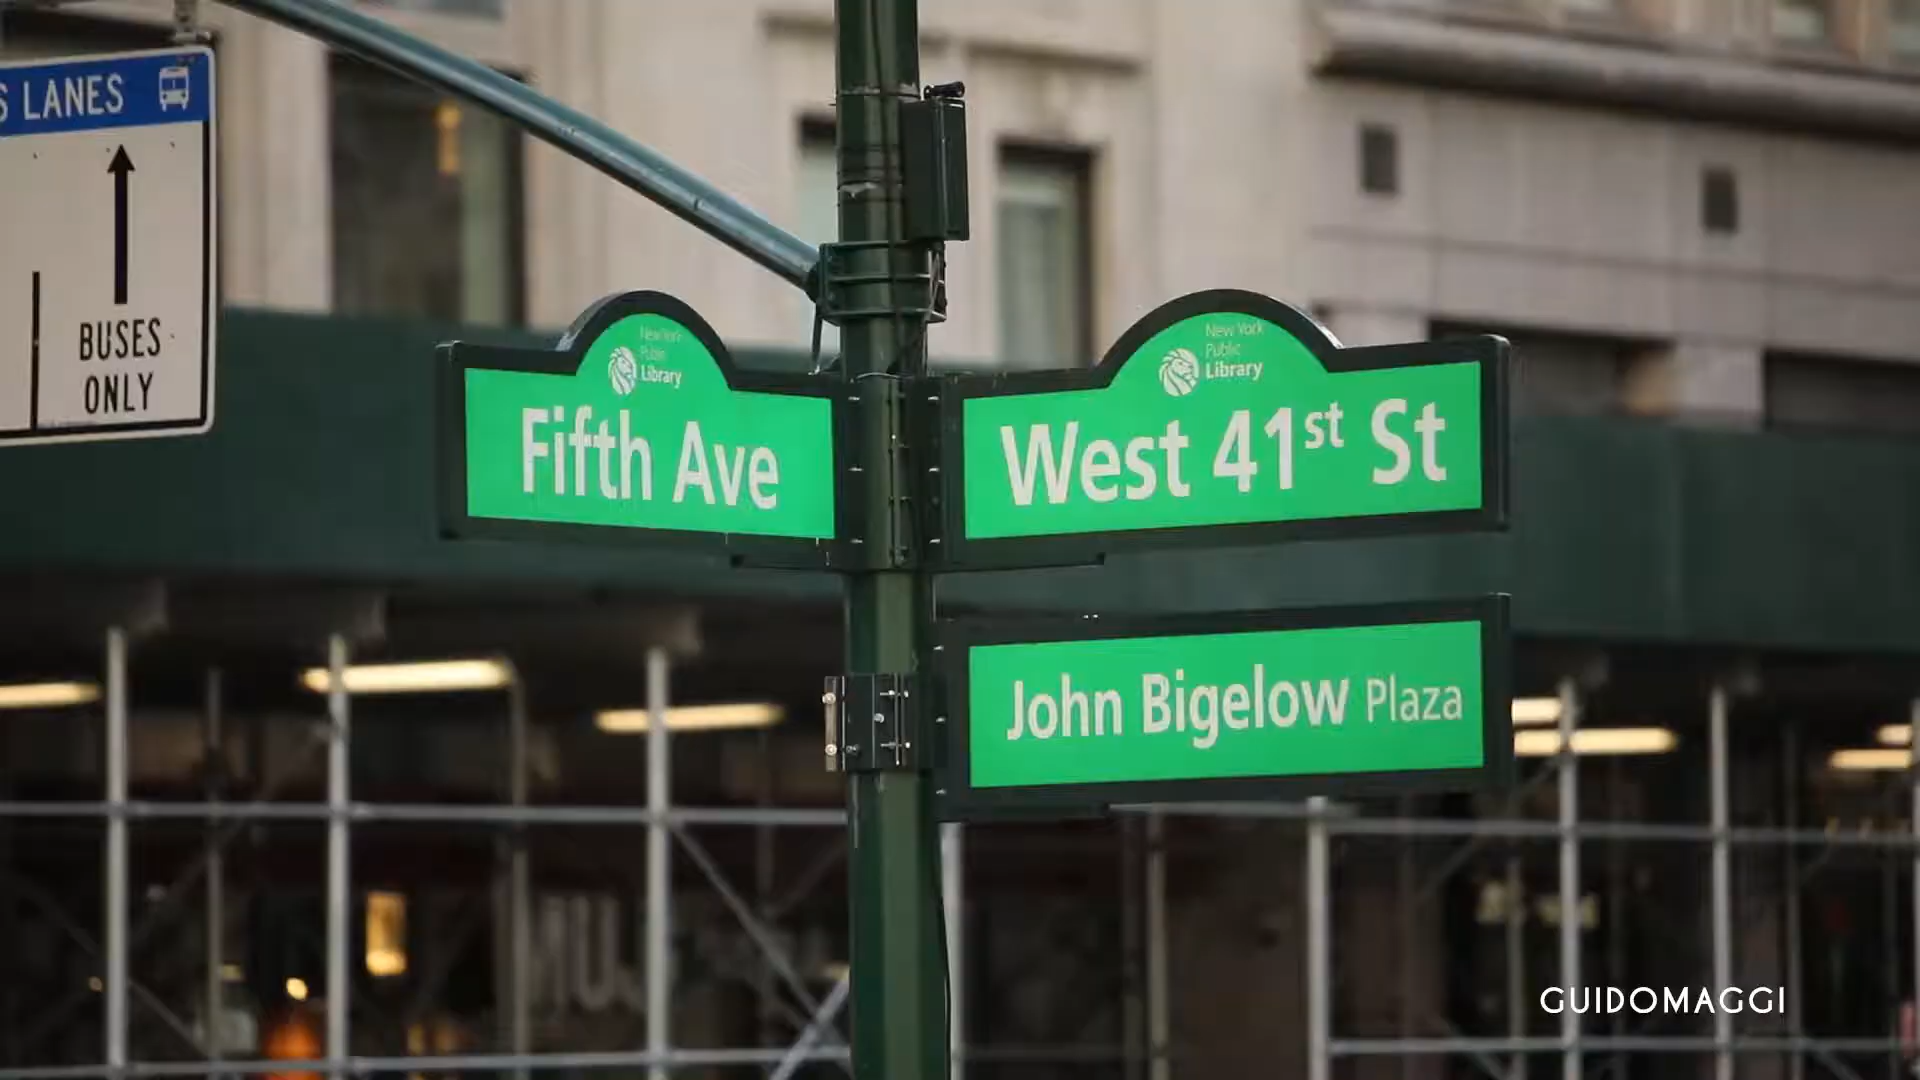 LANES
BUSES
ONLY
New York
Public
Library
Fifth Ave
New York
Public
Library
West 41st St
John Bigelow Plaza
GUIDOMAGGI